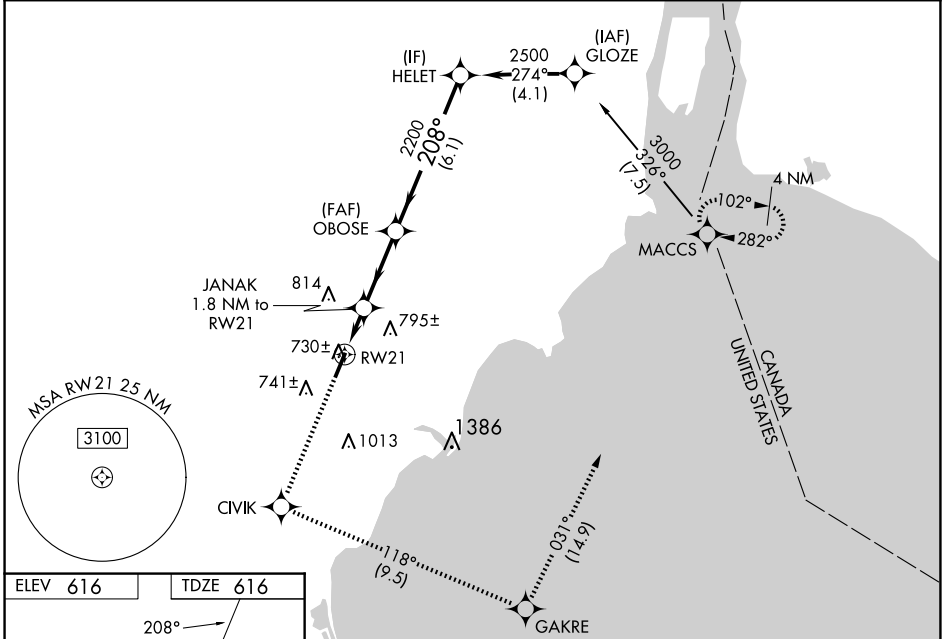 (IAF)
GLOZE
(IF)
HELET
2500
274°
(4.1)
2200
208°
(6.1)
3000
326°
(7.5)
4 NM
102°
282°
MACCS
(FAF)
OBOSE
JANAK
1.8 NM to
RW21
814
795±
730±
RW21
741±
CANADA
UNITED STATES
MSA RW21 25 NM
3100
1013
1386
CIVIK
118°
(9.5)
031°
(14.9)
GAKRE
ELEV 616
TDZE 616
208°